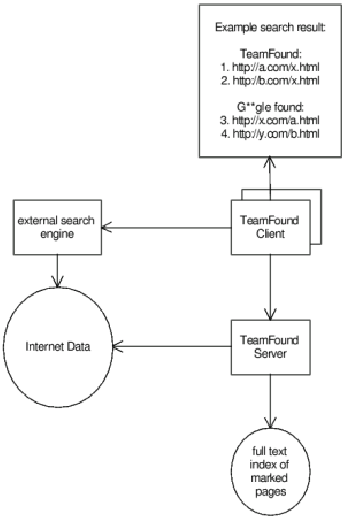 Example search result:
TeamFound:
1. http://a.com/x.html
2. http://b.com/x.html
G**gle found:
3. http://x.com/a.html
4. http://y.com/b.html
external search
engine
TeamFound
Client
Internet Data
TeamFound
Server
full text
index of
marked
pages